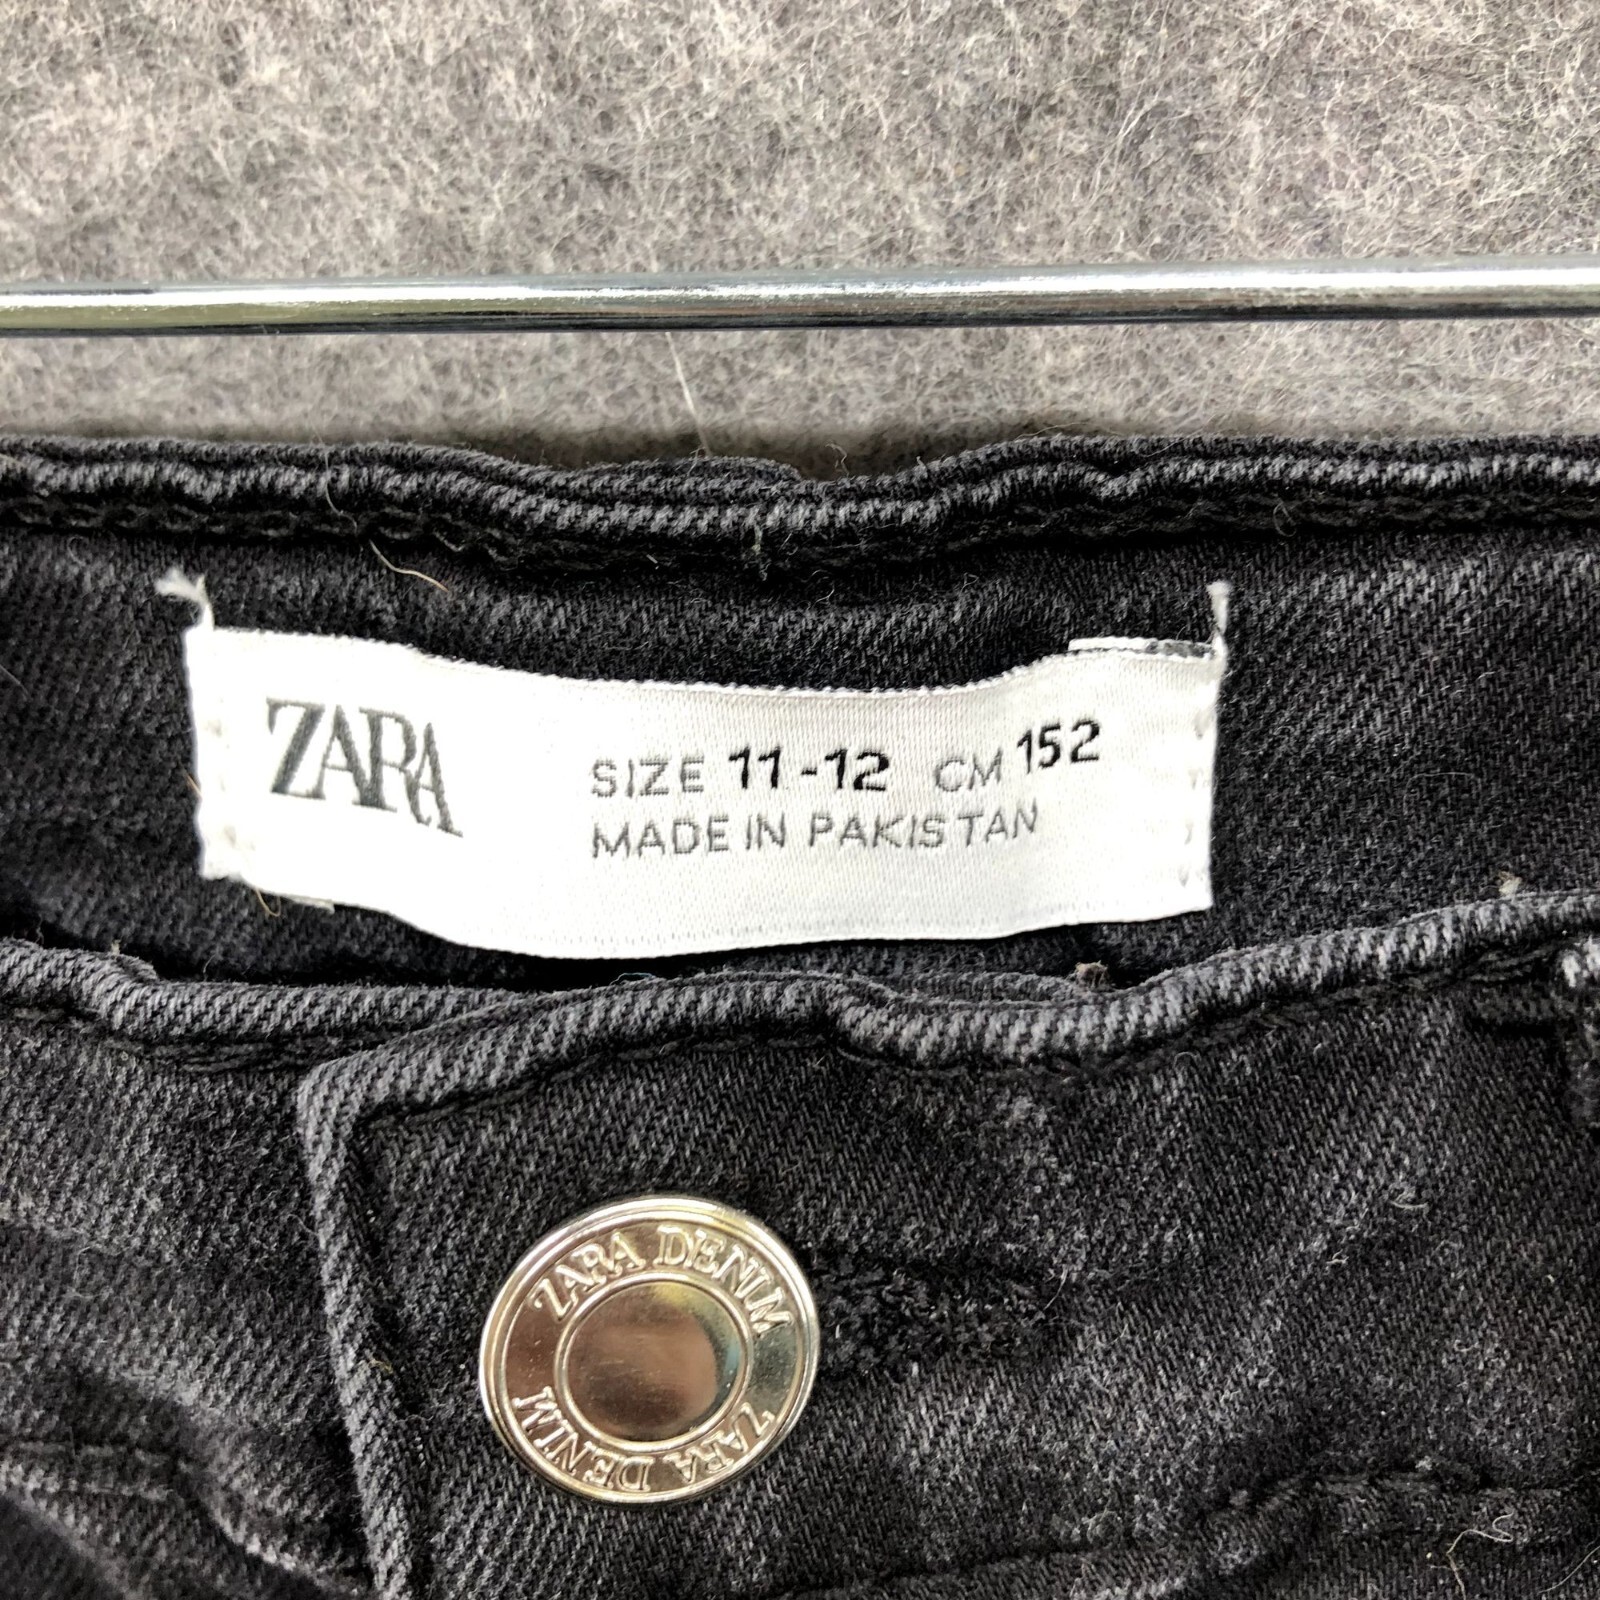 ZARA
SIZE 11-12 CM 152
MADE IN PAKISTAN
ZARA DENIM
ZARA DENIM